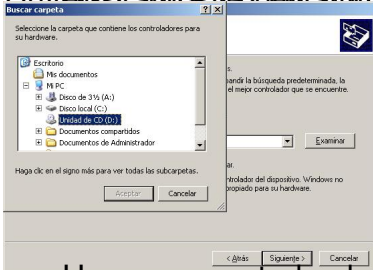 Buscar carpeta
Seleccione la carpeta que contiene los controladores para
su hardware.
Escritorio
Mis documentos
Mi PC
Disco de 3½ (A:)
Disco local (C:)
Unidad de CD (D:)
Documentos compartidos
Documentos de Administrador
Haga clic en el signo más para ver todas las subcarpetas.
Aceptar
Cancelar
s.
pandir la búsqueda predeterminada, la
el mejor controlador que se encuentre.
Examinar
ar.
ntrolador del dispositivo. Windows no
propiado para su hardware.
< Atrás
Siguiente >
Cancelar